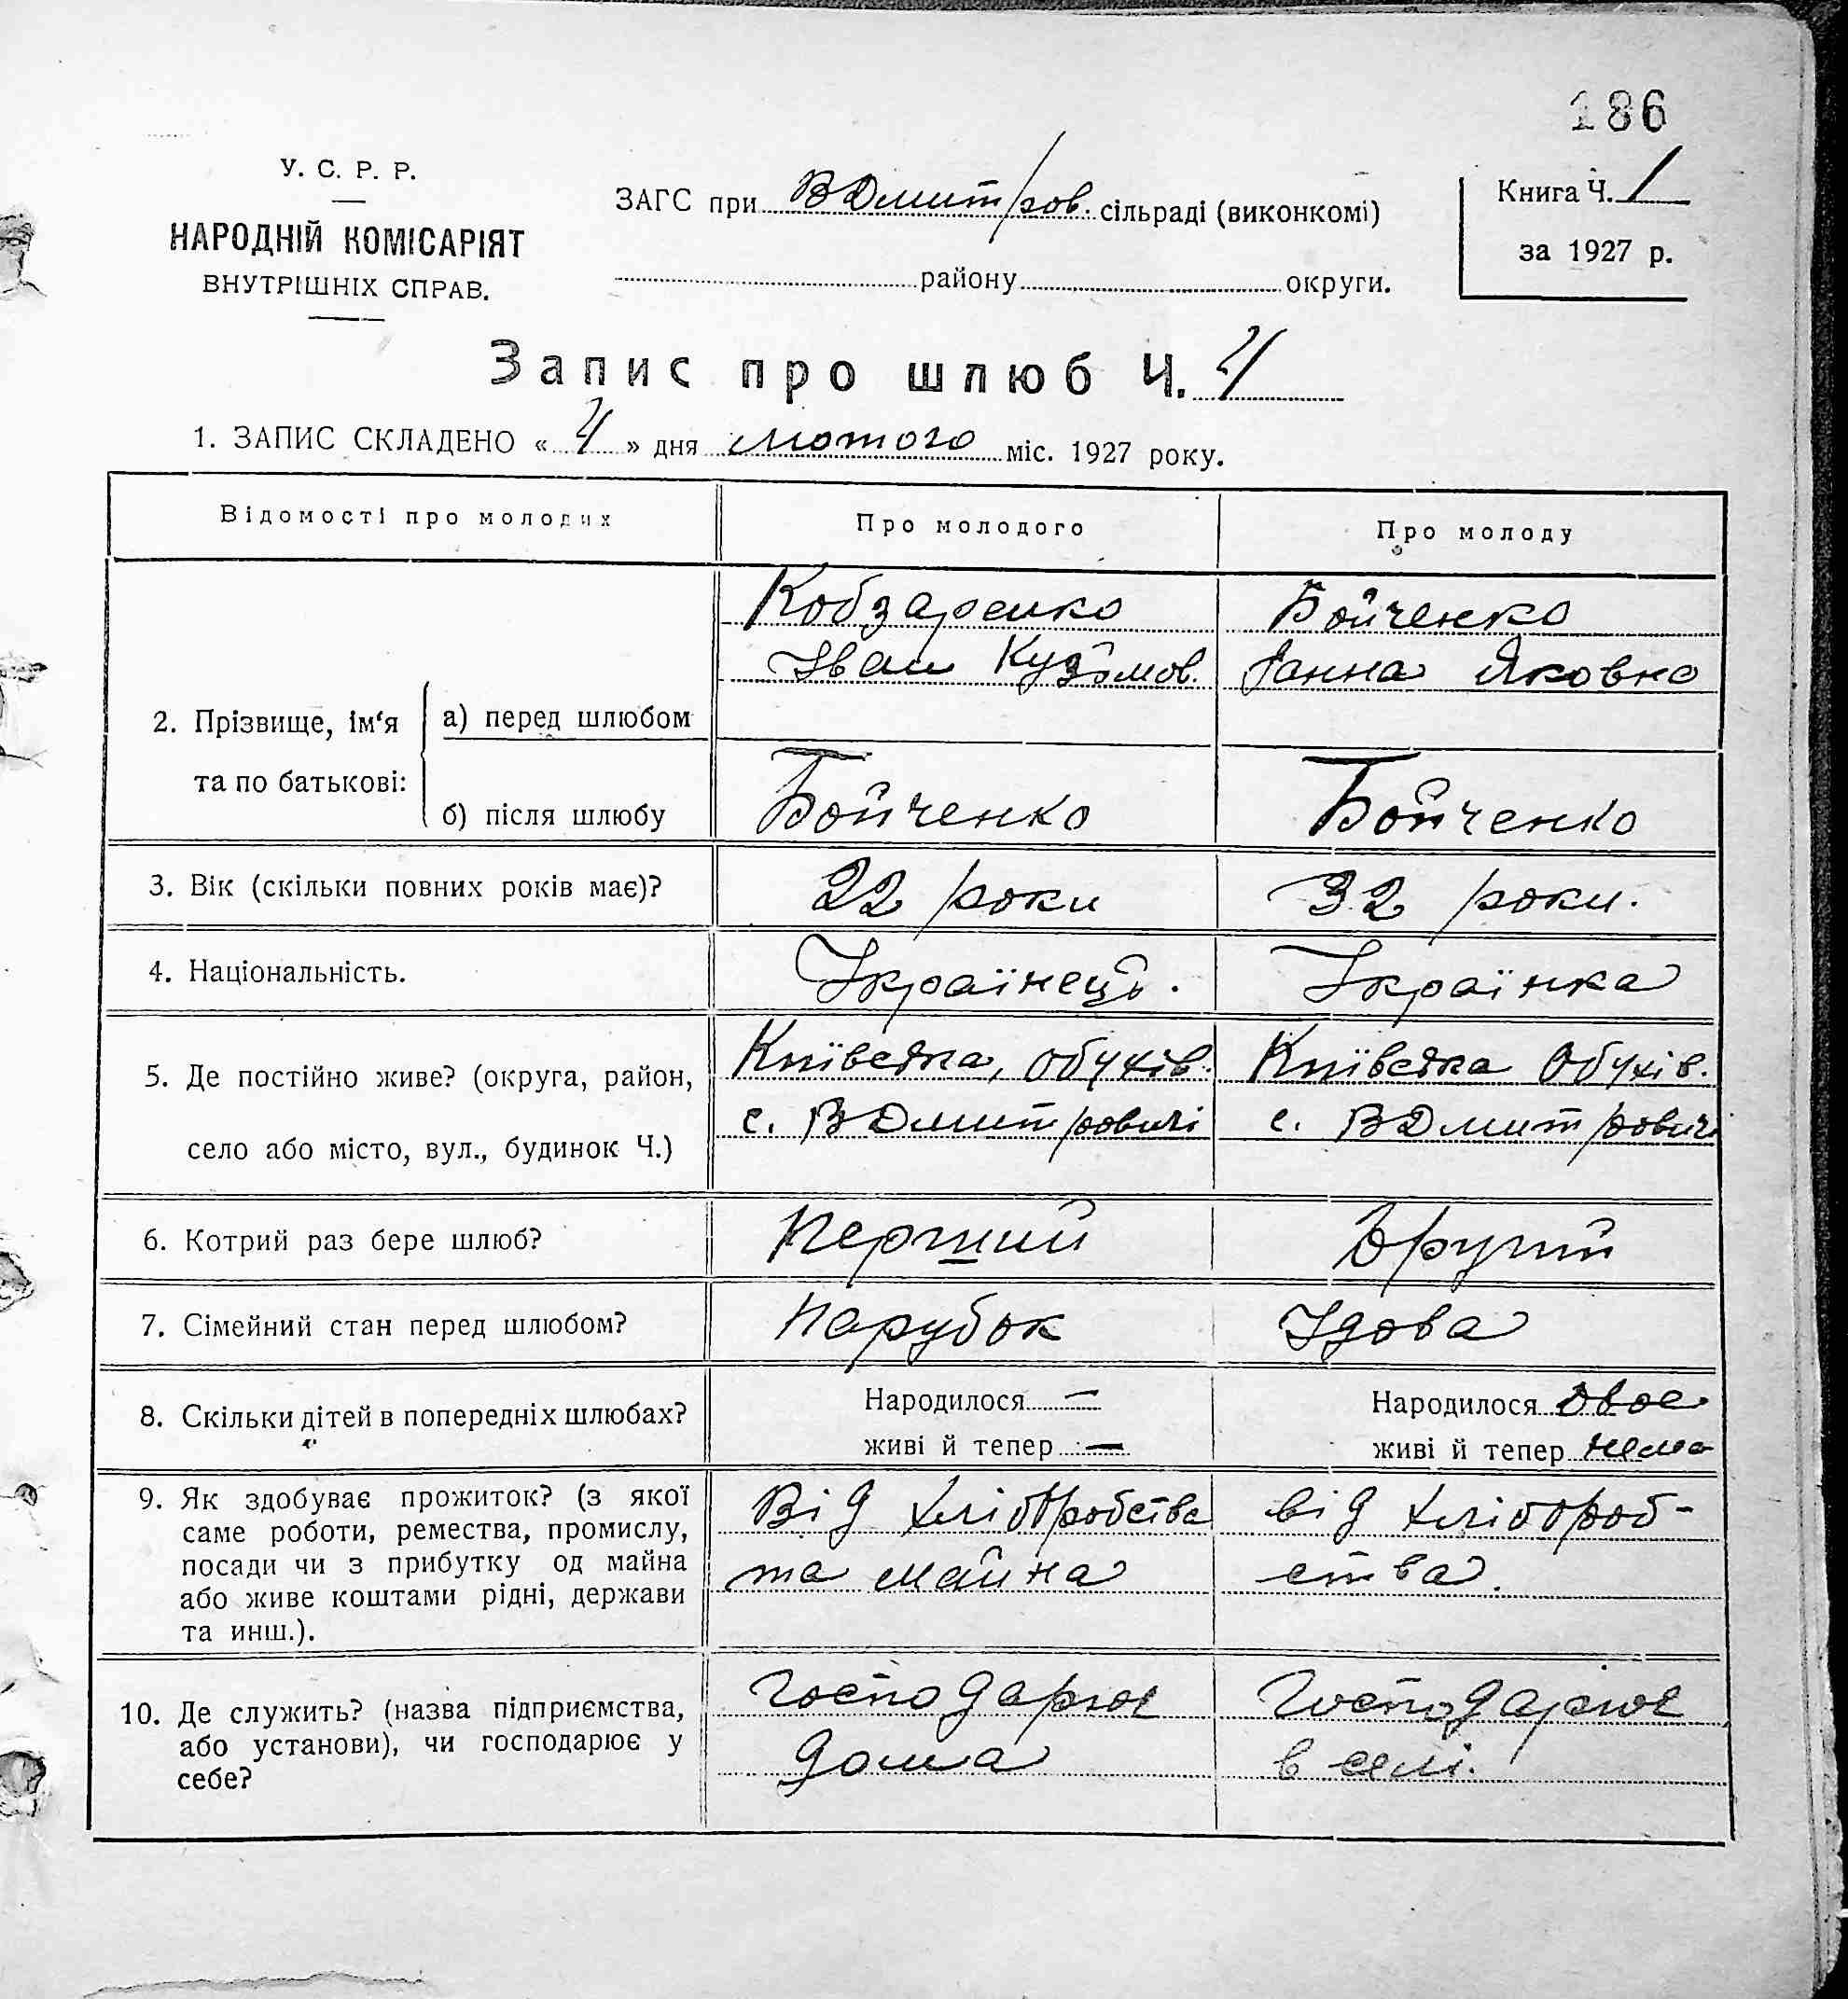 186
У. С. Р. Р.
НАРОДНІЙ КОМІСАРІЯТ
ВНУТРІШНІХ СПРАВ.
ЗАГС при ВДмитров. сільраді (виконкомі)
району округи.
Книга Ч. 1
за 1927 р.
Запис про шлюб Ч. 4
1. ЗАПИС СКЛАДЕНО « 4 » дня лютого міс. 1927 року.
Відомості про молодих
Про молодого
Про молоду
2. Прізвище, ім'я та по батькові:
а) перед шлюбом
Кобзаренко
Іван Кузьмов.
Бойченко
Ганна Яковна
б) після шлюбу
Бойченко
Бойченко
3. Вік (скільки повних років має)?
22 роки
32 роки.
4. Національність.
Українець.
Українка
5. Де постійно живе? (округа, район,
село або місто, вул., будинок Ч.)
Київська, Обухів.
с. ВДмитровичі
Київська Обухів.
с. ВДмитровичі
6. Котрий раз бере шлюб?
Перший
Другий
7. Сімейний стан перед шлюбом?
Парубок
Удова
8. Скільки дітей в попередніх шлюбах?
Народилося —
живі й тепер —
Народилося двоє
живі й тепер нема
9. Як здобуває прожиток? (з якої
саме роботи, ремества, промислу,
посади чи з прибутку од майна
або живе коштами рідні, держави
та инш.).
Від хліборобства
та майна
від хлібороб-
ства.
10. Де служить? (назва підприємства,
або установи), чи господарює у
себе?
господарює
дома
Господарює
в селі.